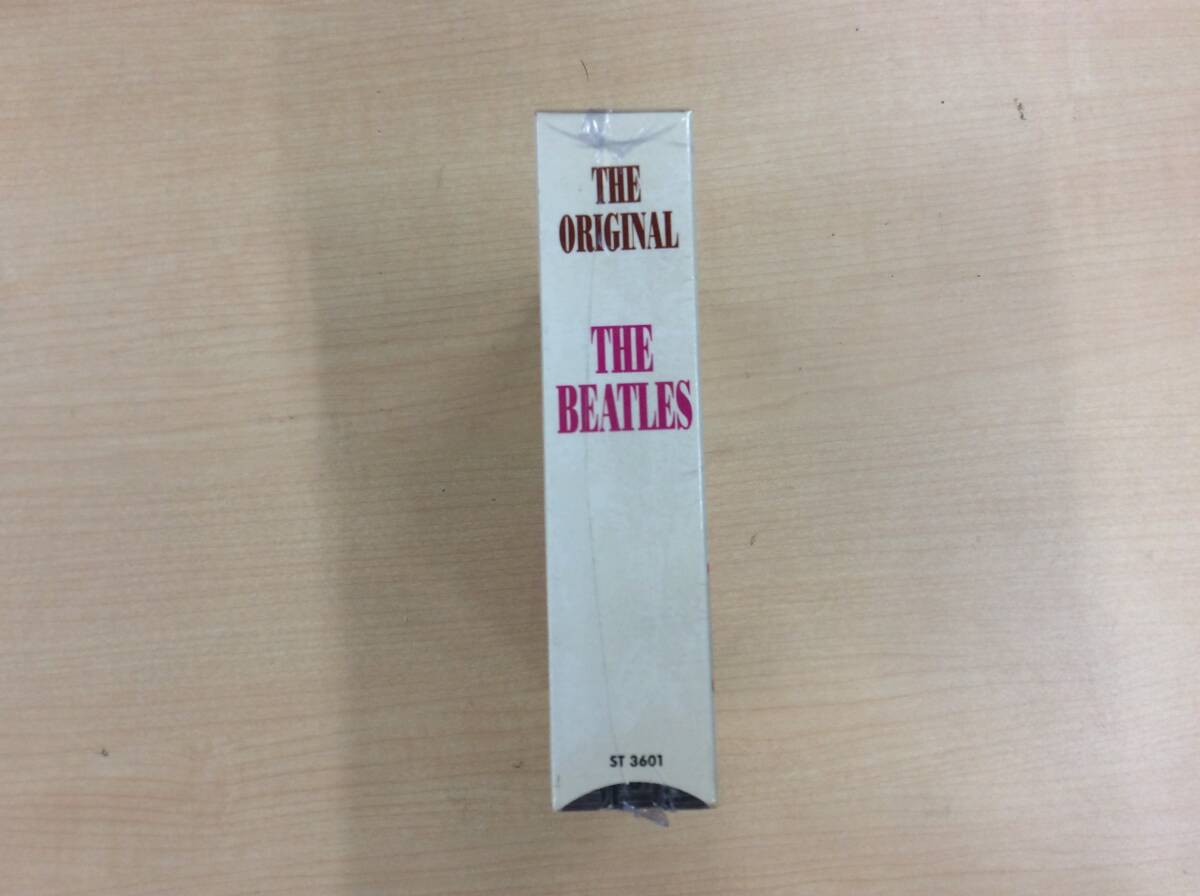 THE
ORIGINAL
THE
BEATLES
ST 3601